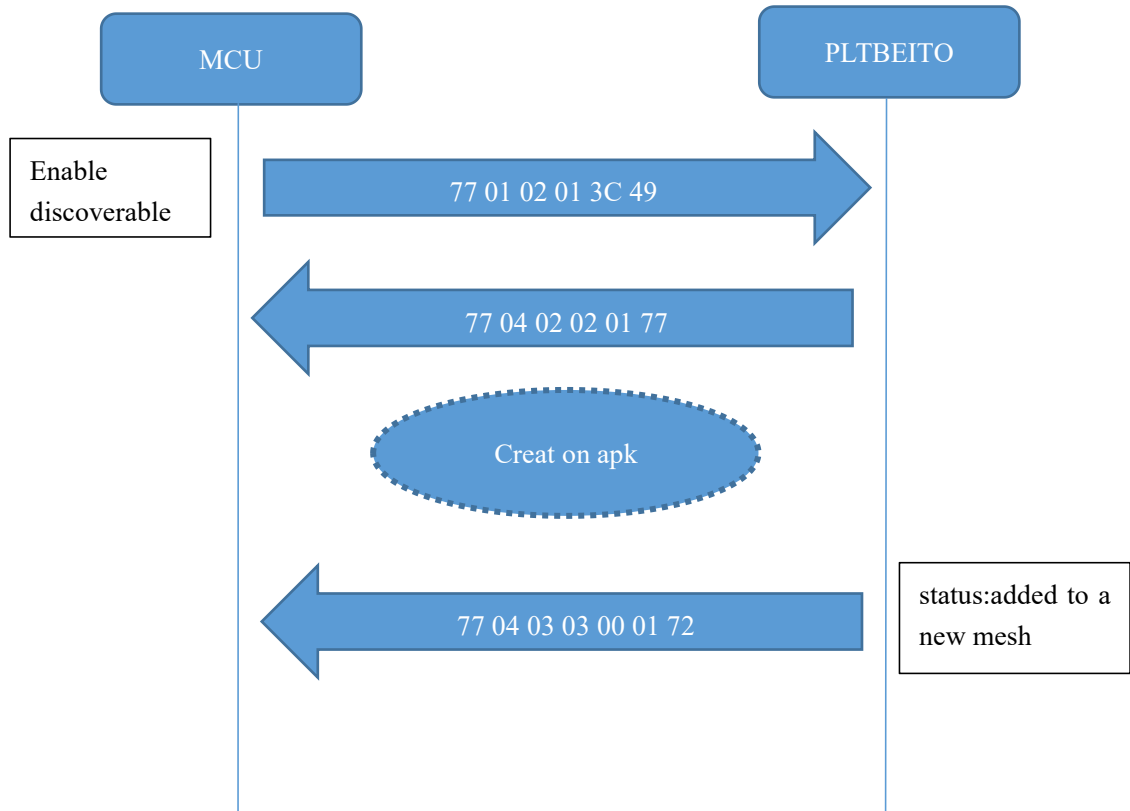 MCU
PLTBEITO
Enable
discoverable
77 01 02 01 3C 49
77 04 02 02 01 77
Creat on apk
77 04 03 03 00 01 72
status:added to a
new mesh